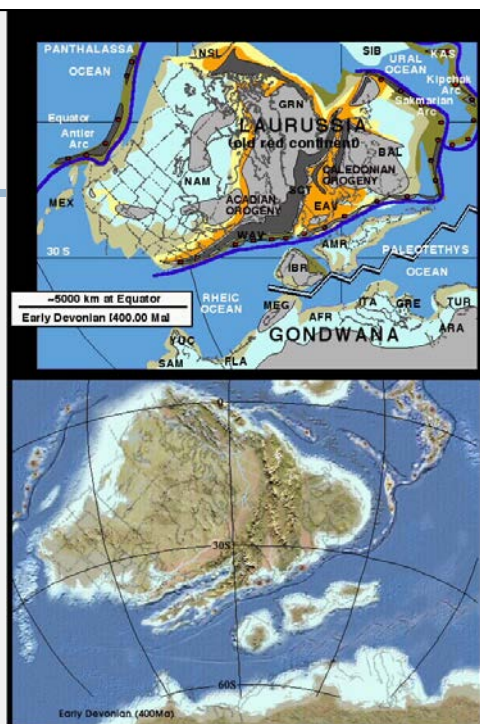 PANTHALASSA
OCEAN
INSL
SIB
KAS
URAL
OCEAN
Kipchak
Arc
Sakmarian
Arc
GRN
Equator
Antler
Arc
LAURUSSIA
(old red continent)
BAL
NAM
CALEDONIAN
OROGENY
SCT
ACADIAN
OROGENY
EAV
MEX
WAV
AMR
30 S
PALEOTETHYS
OCEAN
IBR
~5000 km at Equator
Early Devonian (400.00 Ma)
RHEIC
OCEAN
MEG
AFR
ITA
GRE
TUR
GONDWANA
ARA
YUC
SAM
FLA
0
30S
60S
Early Devonian (400Ma)